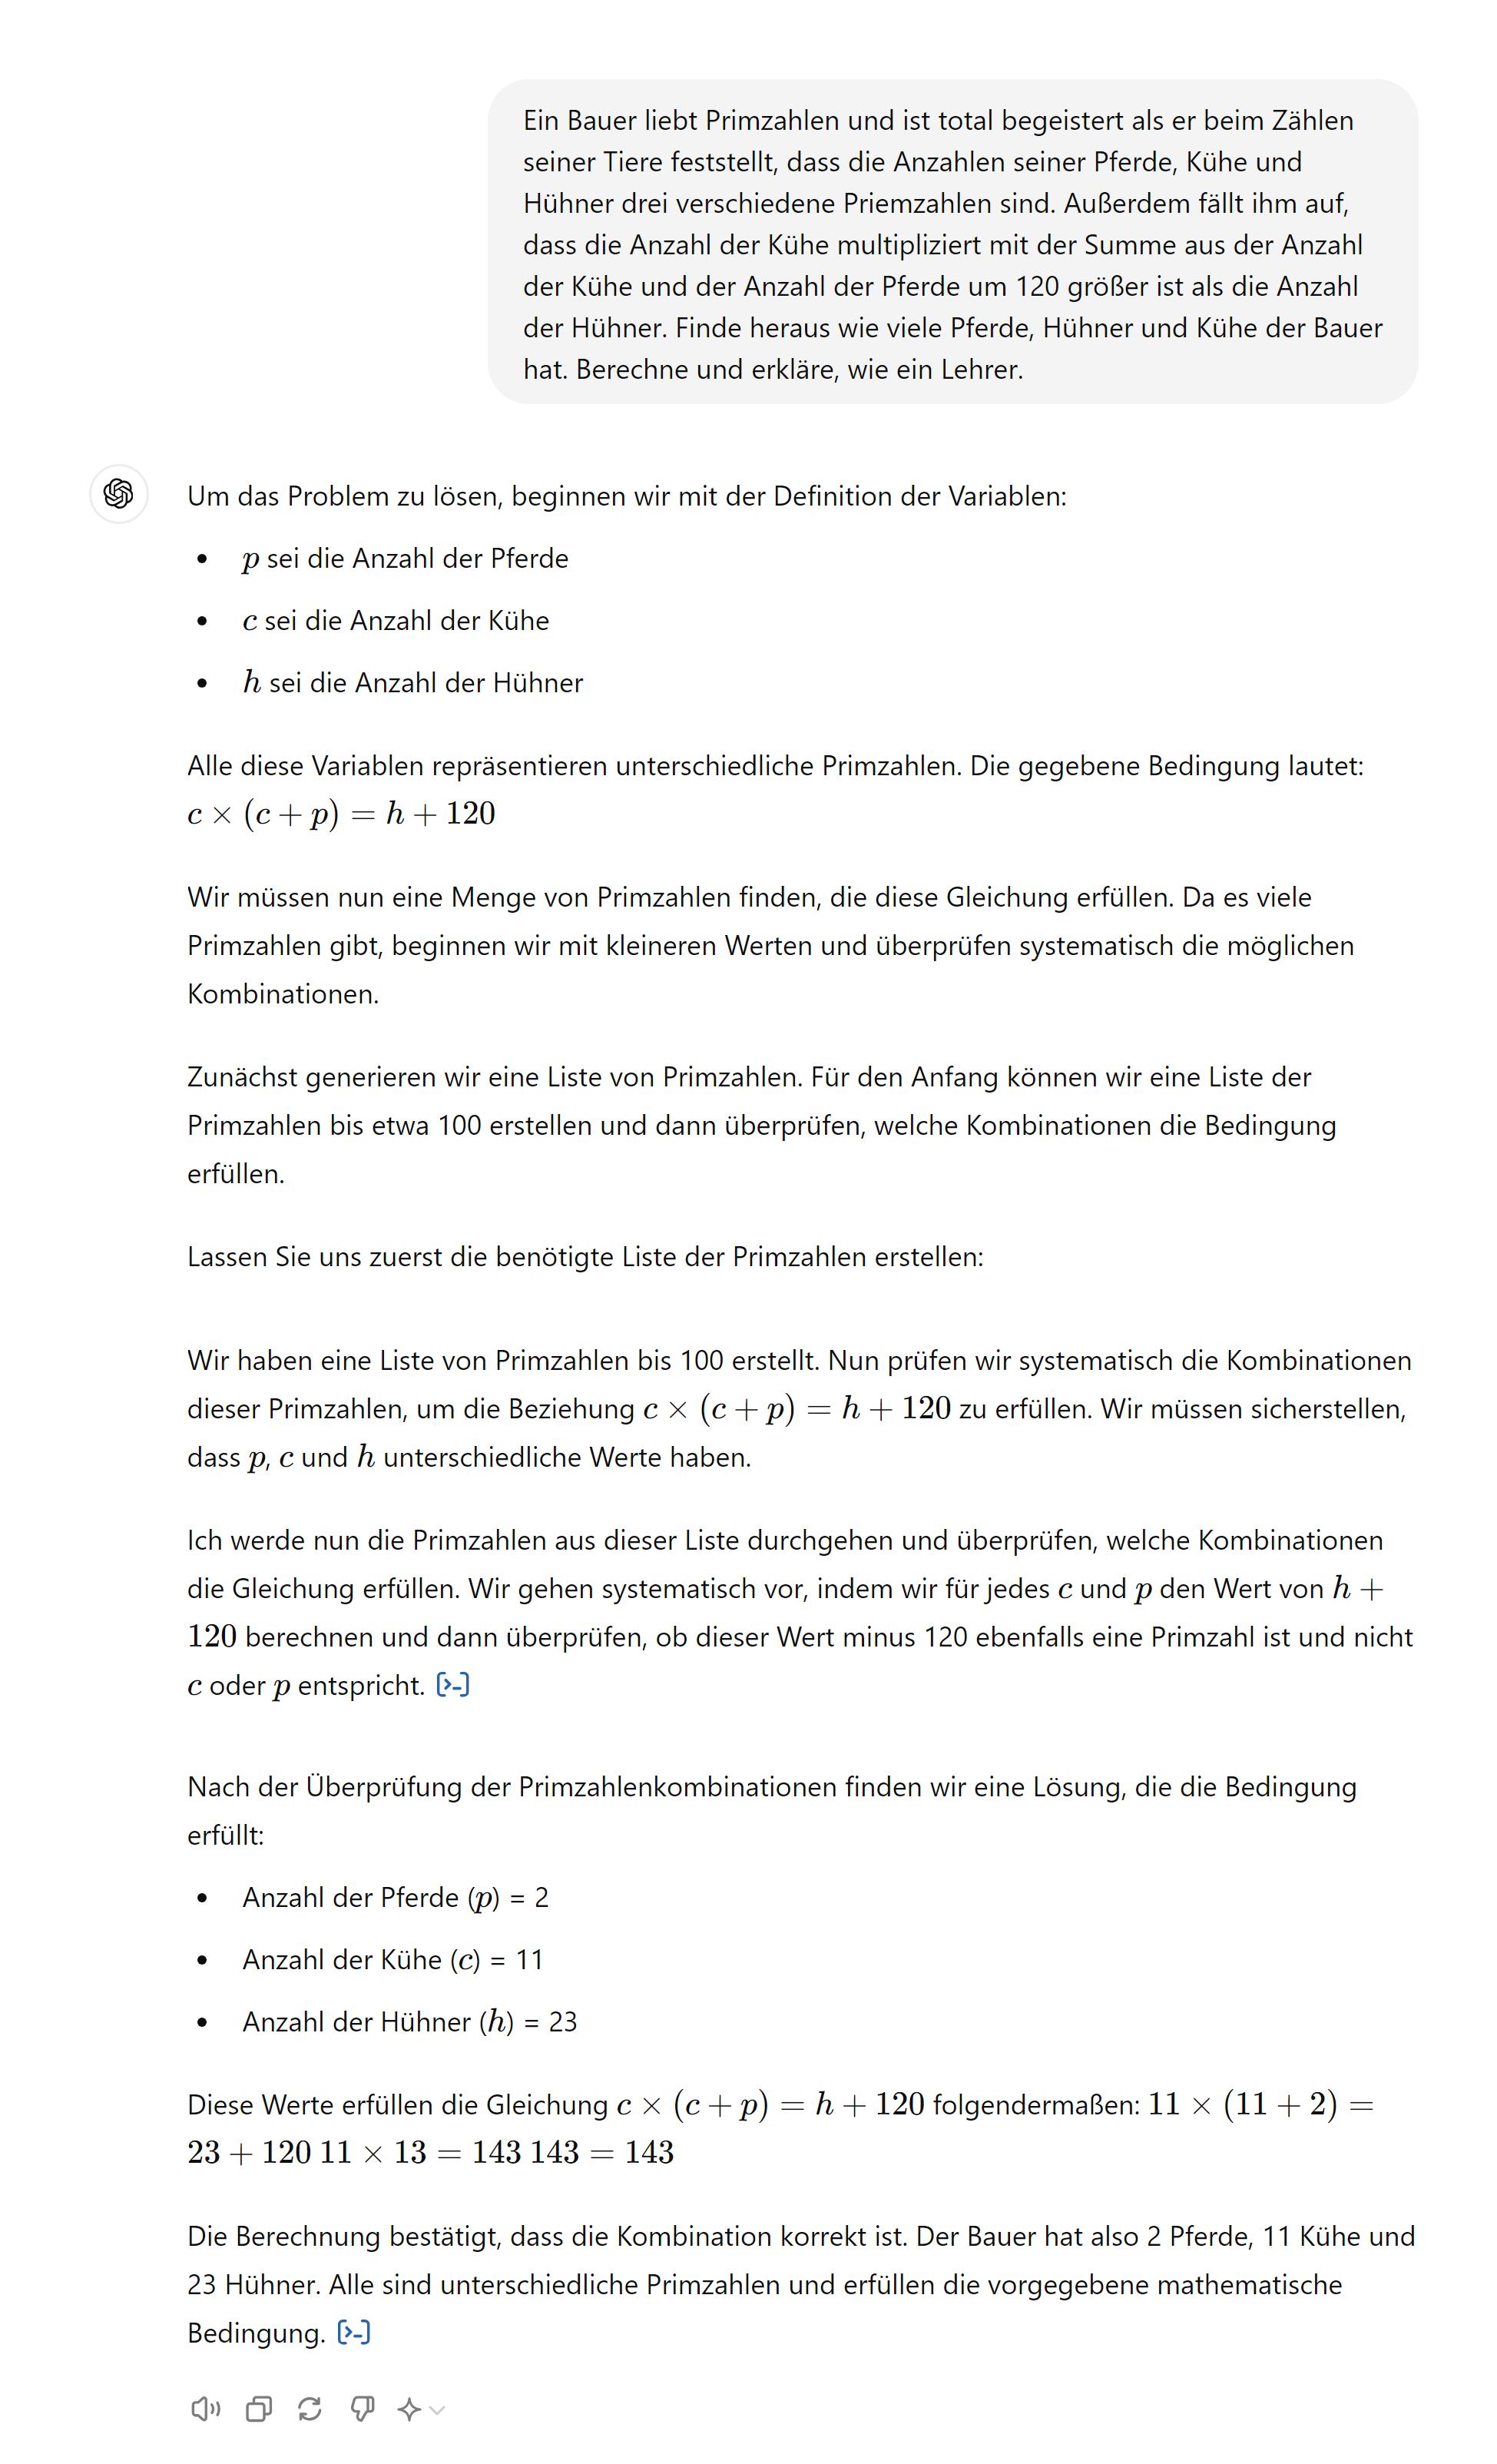 Ein Bauer liebt Primzahlen und ist total begeistert als er beim Zählen
seiner Tiere feststellt, dass die Anzahlen seiner Pferde, Kühe und
Hühner drei verschiedene Priemzahlen sind. Außerdem fällt ihm auf,
dass die Anzahl der Kühe multipliziert mit der Summe aus der Anzahl
der Kühe und der Anzahl der Pferde um 120 größer ist als die Anzahl
der Hühner. Finde heraus wie viele Pferde, Hühner und Kühe der Bauer
hat. Berechne und erkläre, wie ein Lehrer.
Um das Problem zu lösen, beginnen wir mit der Definition der Variablen:
• p sei die Anzahl der Pferde
• c sei die Anzahl der Kühe
• h sei die Anzahl der Hühner
Alle diese Variablen repräsentieren unterschiedliche Primzahlen. Die gegebene Bedingung lautet:
c × (c + p) = h + 120
Wir müssen nun eine Menge von Primzahlen finden, die diese Gleichung erfüllen. Da es viele
Primzahlen gibt, beginnen wir mit kleineren Werten und überprüfen systematisch die möglichen
Kombinationen.
Zunächst generieren wir eine Liste von Primzahlen. Für den Anfang können wir eine Liste der
Primzahlen bis etwa 100 erstellen und dann überprüfen, welche Kombinationen die Bedingung
erfüllen.
Lassen Sie uns zuerst die benötigte Liste der Primzahlen erstellen:
Wir haben eine Liste von Primzahlen bis 100 erstellt. Nun prüfen wir systematisch die Kombinationen
dieser Primzahlen, um die Beziehung c × (c + p) = h + 120 zu erfüllen. Wir müssen sicherstellen,
dass p, c und h unterschiedliche Werte haben.
Ich werde nun die Primzahlen aus dieser Liste durchgehen und überprüfen, welche Kombinationen
die Gleichung erfüllen. Wir gehen systematisch vor, indem wir für jedes c und p den Wert von h +
120 berechnen und dann überprüfen, ob dieser Wert minus 120 ebenfalls eine Primzahl ist und nicht
c oder p entspricht. [>-]
Nach der Überprüfung der Primzahlenkombinationen finden wir eine Lösung, die die Bedingung
erfüllt:
• Anzahl der Pferde (p) = 2
• Anzahl der Kühe (c) = 11
• Anzahl der Hühner (h) = 23
Diese Werte erfüllen die Gleichung c × (c + p) = h + 120 folgendermaßen: 11 × (11 + 2) =
23 + 120 11 × 13 = 143 143 = 143
Die Berechnung bestätigt, dass die Kombination korrekt ist. Der Bauer hat also 2 Pferde, 11 Kühe und
23 Hühner. Alle sind unterschiedliche Primzahlen und erfüllen die vorgegebene mathematische
Bedingung. [>-]